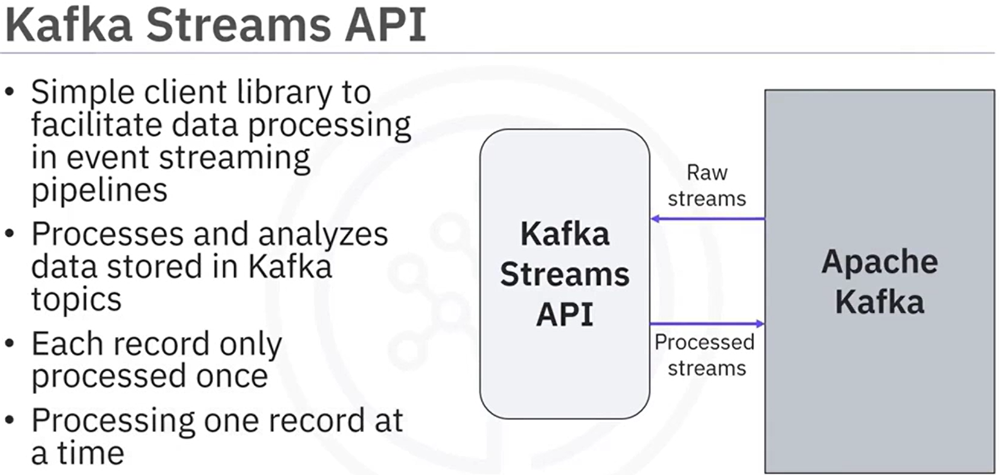 Kafka Streams API
• Simple client library to
facilitate data processing
in event streaming
pipelines
• Processes and analyzes
data stored in Kafka
topics
• Each record only
processed once
• Processing one record at
a time
Kafka
Streams
API
Raw
streams
Processed
streams
Apache
Kafka